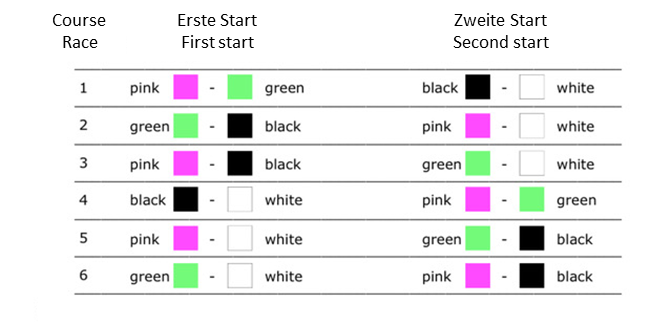 Course Erste Start Zweite Start
Race First start Second start
1 pink - green black - white
2 green - black pink - white
3 pink - black green - white
4 black - white pink - green
5 pink - white green - black
6 green - white pink - black